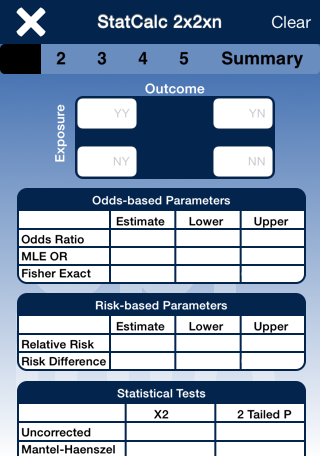 StatCalc 2x2xn Clear
2 3 4 5 Summary
Outcome
Exposure
YY YN
NY NN
Odds-based Parameters
Estimate Lower Upper
Odds Ratio
MLE OR
Fisher Exact
Risk-based Parameters
Estimate Lower Upper
Relative Risk
Risk Difference
Statistical Tests
X2 2 Tailed P
Uncorrected
Mantel-Haenszel